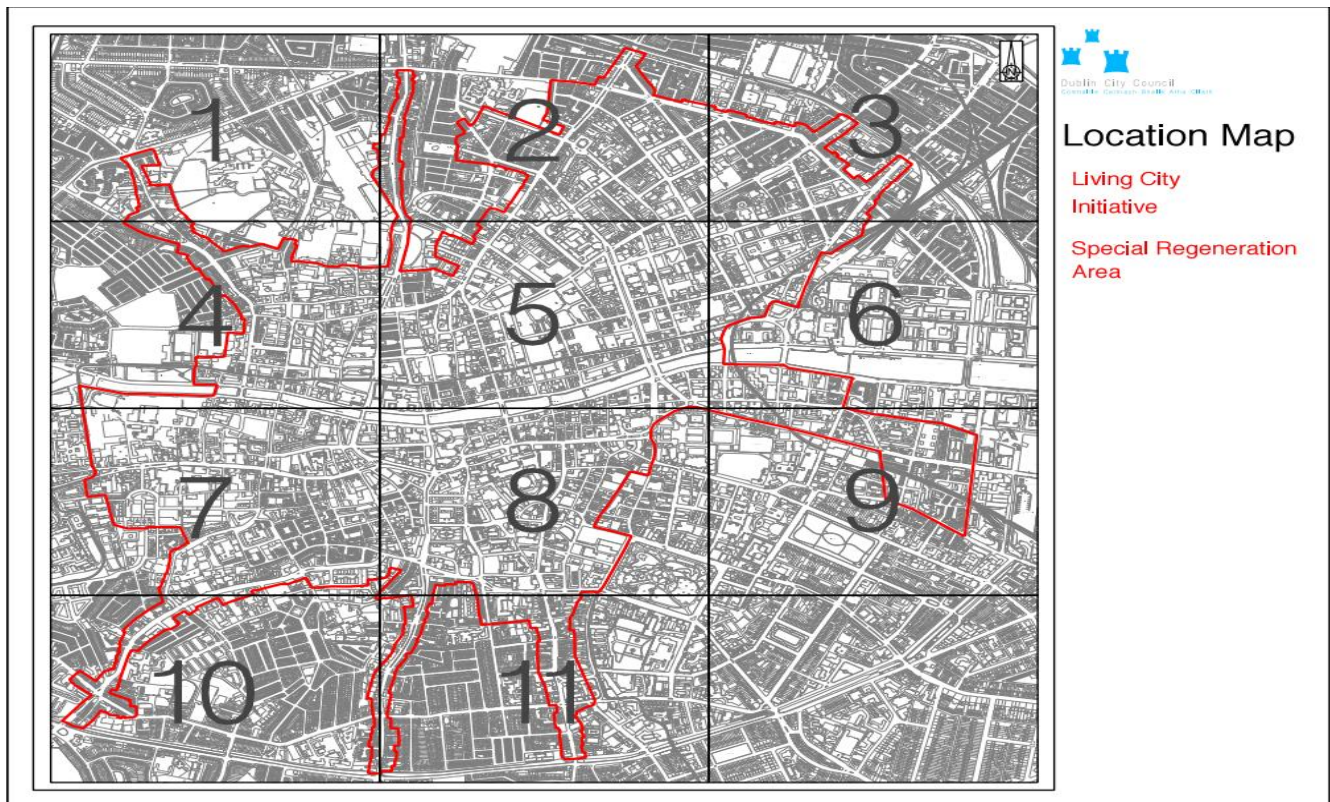 1
2
3
4
5
6
7
8
9
10
11
N
Dublin City Council
Location Map
Living City
Initiative
Special Regeneration
Area